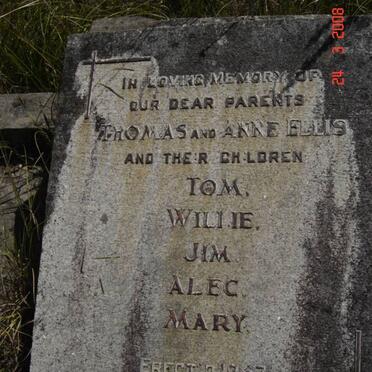 IN LOVING MEMORY OF
OUR DEAR PARENTS
THOMAS AND ANNE ELLIS
AND THEIR CHILDREN
TOM.
WILLIE.
JIM.
ALEC.
MARY.
24 3 2008